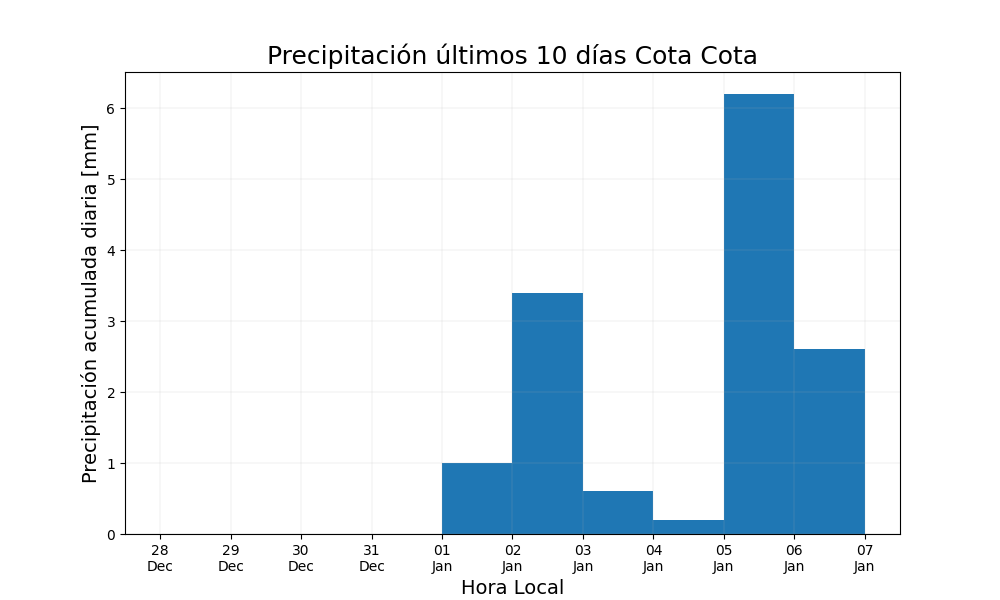 Precipitación últimos 10 días Cota Cota
Precipitación acumulada diaria [mm]
6
5
4
3
2
1
0
28 29 30 31 01 02 03 04 05 06 07
Dec Dec Dec Dec Jan Jan Jan Jan Jan Jan Jan
Hora Local